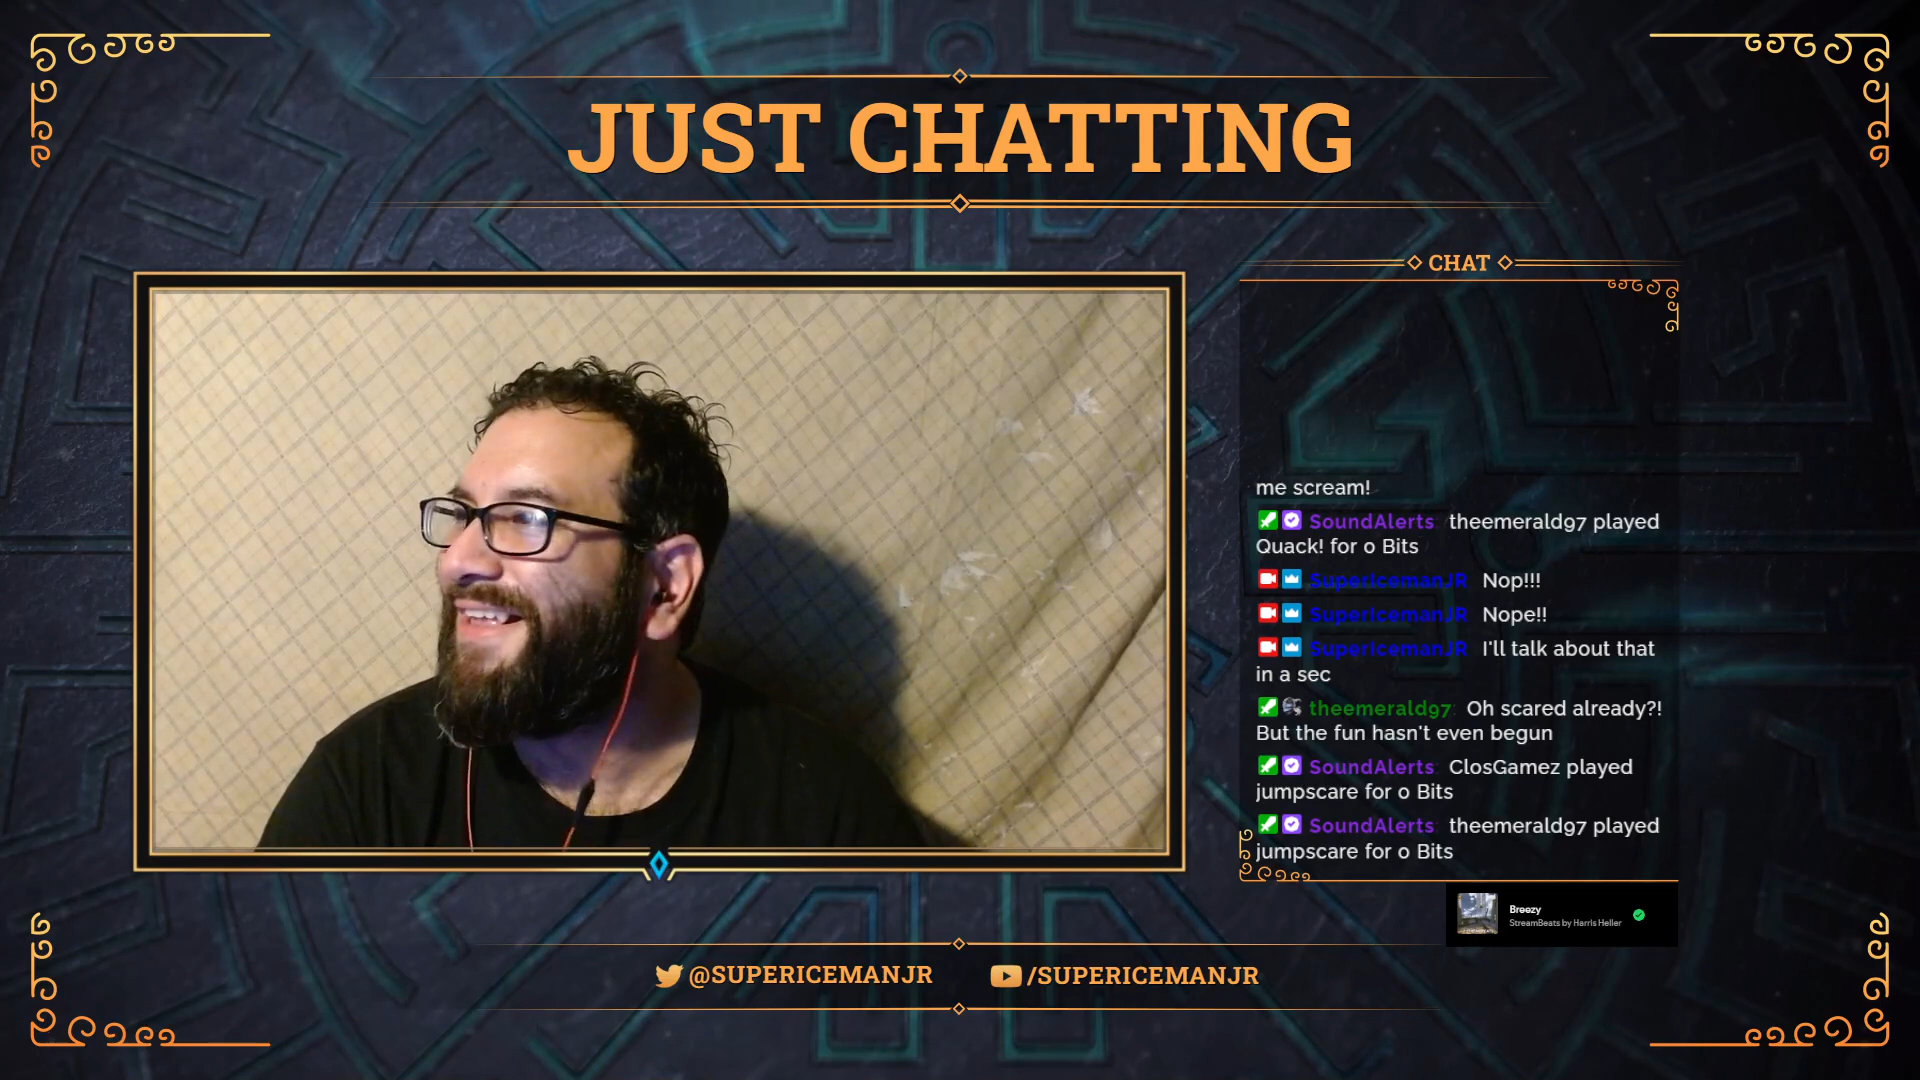 JUST CHATTING
CHAT
me scream!
SoundAlerts: theemerald97 played
Quack! for 0 Bits
SuperIcemanJR: Nop!!!
SuperIcemanJR: Nope!!
SuperIcemanJR: I'll talk about that
in a sec
theemerald97: Oh scared already?!
But the fun hasn't even begun
SoundAlerts: ClosGamez played
jumpscare for 0 Bits
SoundAlerts: theemerald97 played
jumpscare for 0 Bits
Breezy
StreamBeats by Harris Heller
@SUPERICEMANJR
/SUPERICEMANJR